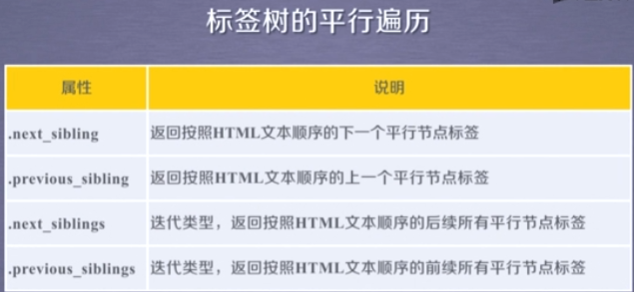 标签树的平行遍历
属性 说明
.next_sibling 返回按照HTML文本顺序的下一个平行节点标签
.previous_sibling 返回按照HTML文本顺序的上一个平行节点标签
.next_siblings 迭代类型，返回按照HTML文本顺序的后续所有平行节点标签
.previous_siblings 迭代类型，返回按照HTML文本顺序的前续所有平行节点标签